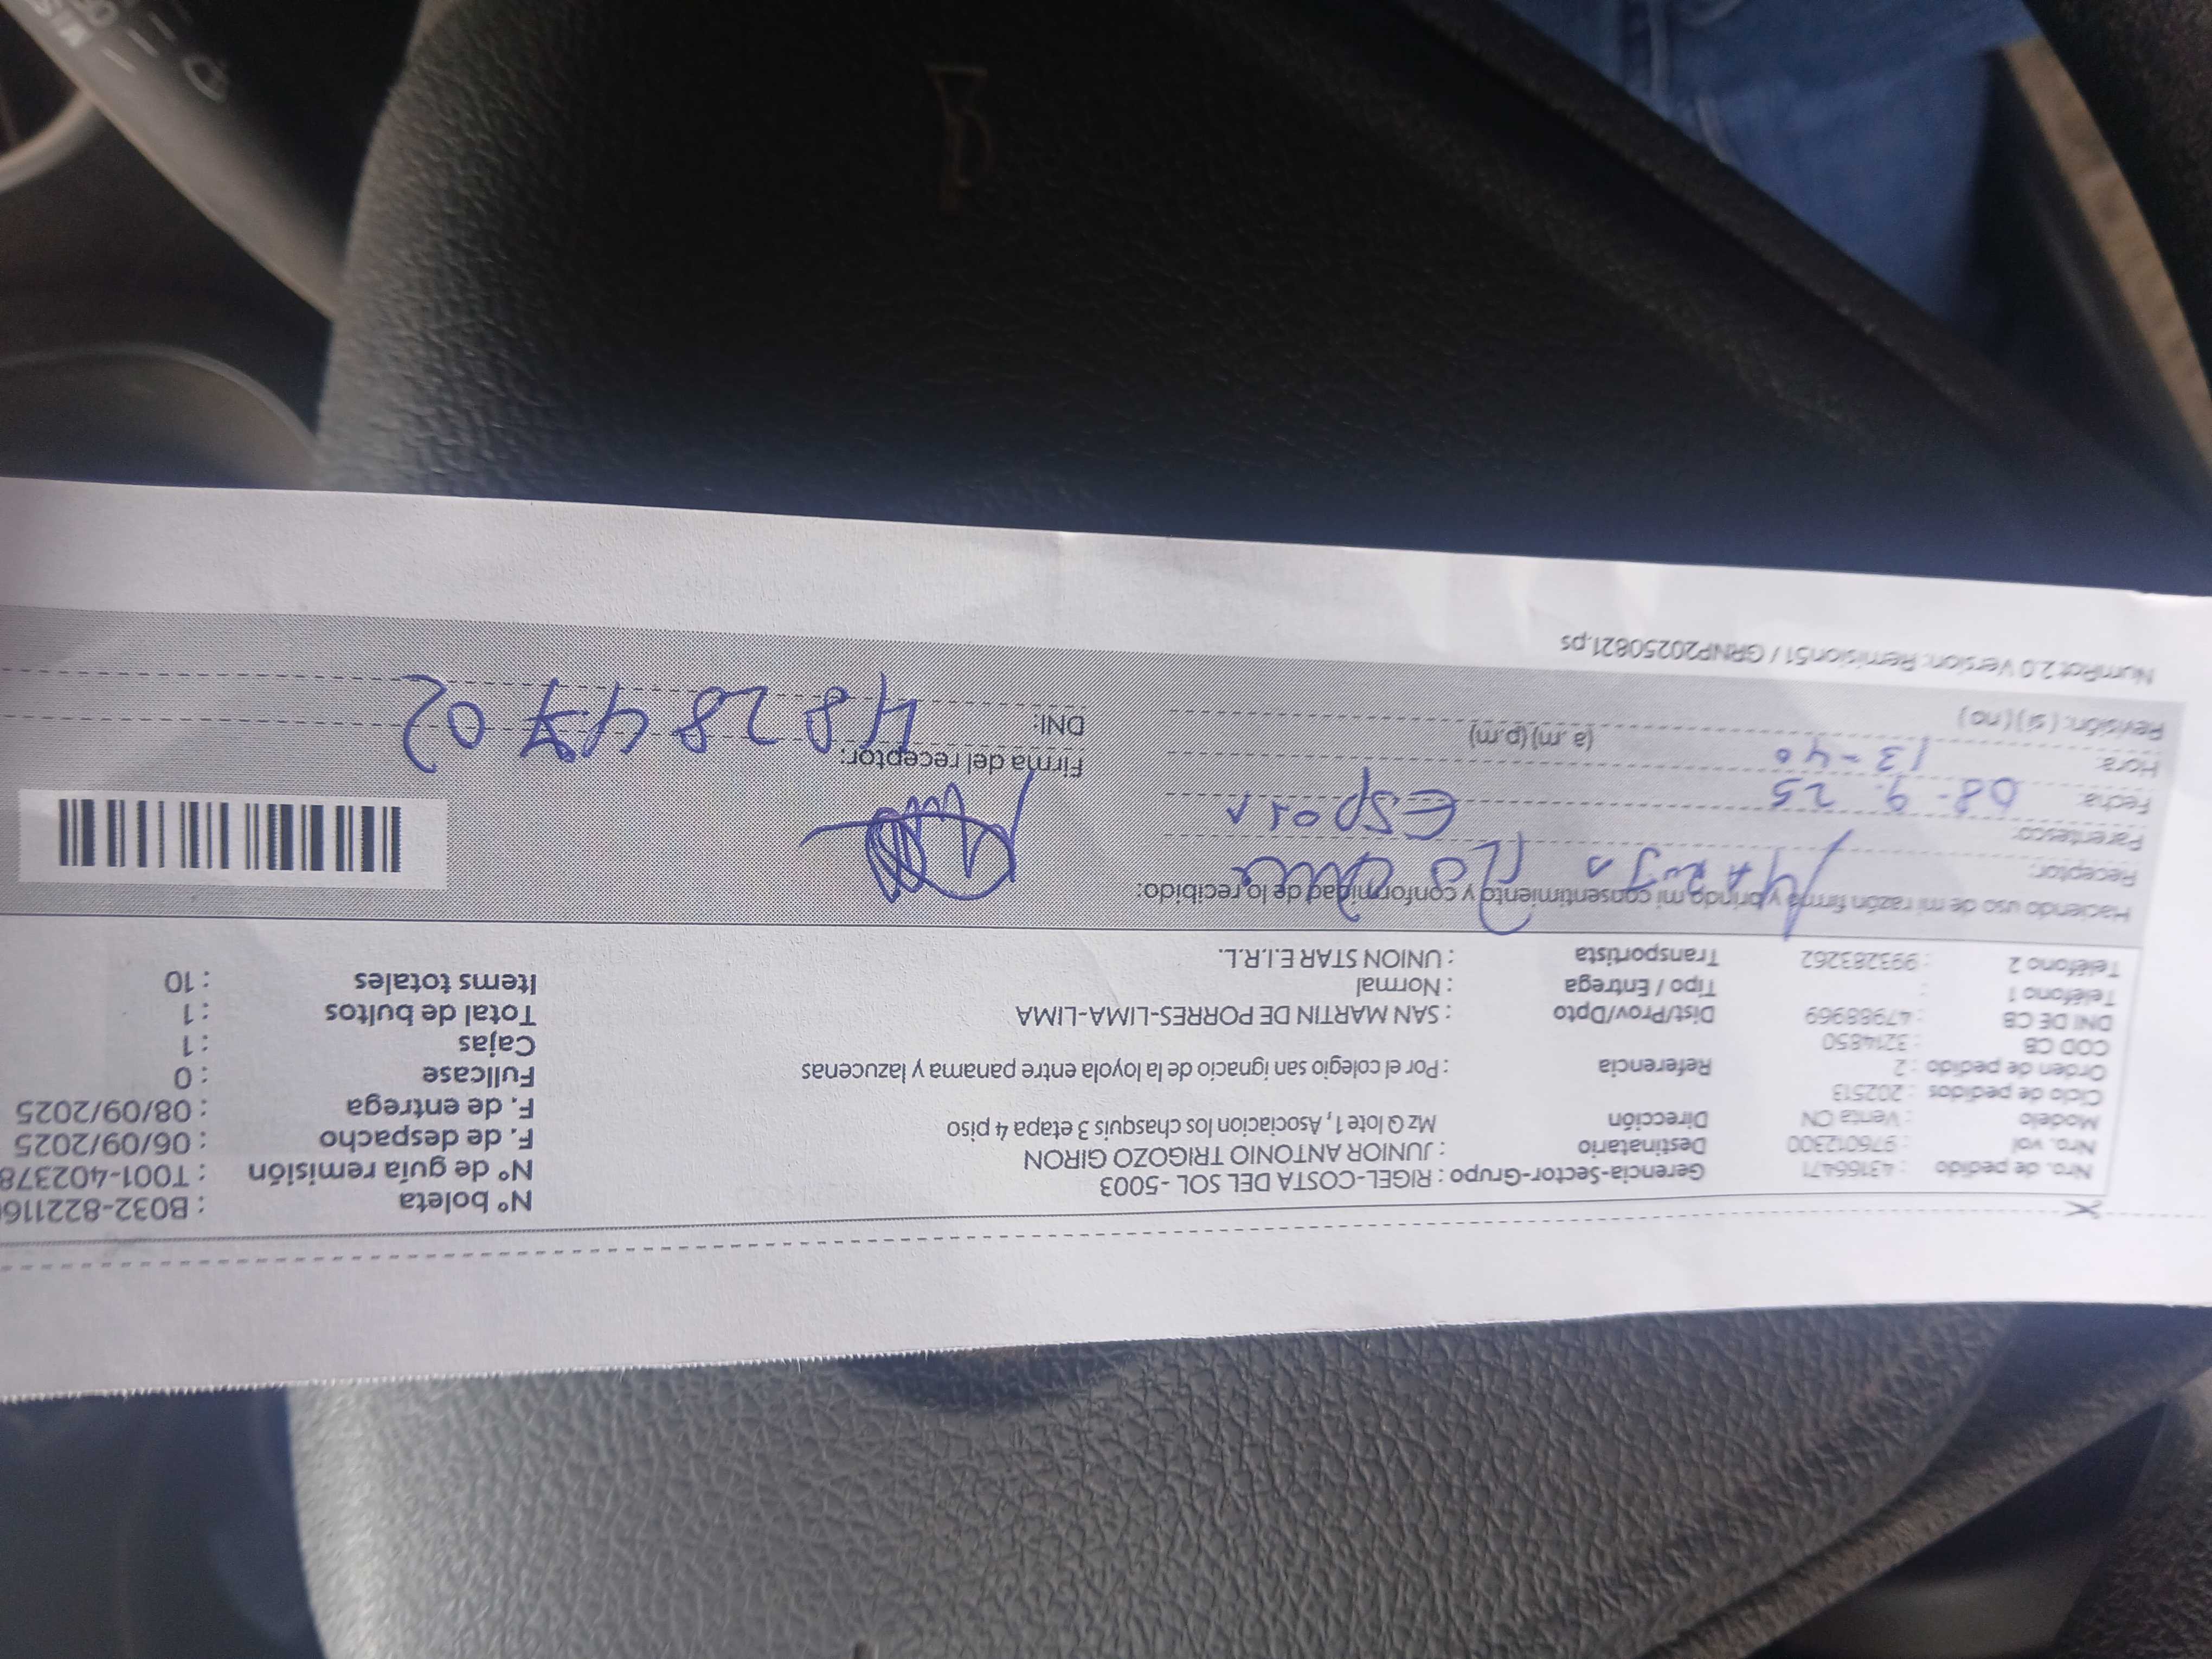 Nro. de pedido : 43166471
Nro. vol : 976012300
Modelo : Venta CN
Ciclo de pedidos : 202513
Orden de pedido : 2
COD CB : 3214850
DNI DE CB : 47988969
Teléfono 1 :
Teléfono 2 : 993283262
Gerencia-Sector-Grupo : RIGEL-COSTA DEL SOL -5003
Destinatario : JUNIOR ANTONIO TRIGOZO GIRON
Dirección Mz Q lote 1, Asociacion los chasquis 3 etapa 4 piso
Referencia : Por el colegio san ignacio de la loyola entre panama y lazucenas
Dist/Prov/Dpto : SAN MARTIN DE PORRES-LIMA-LIMA
Tipo / Entrega : Normal
Transportista : UNION STAR E.I.R.L.
N° boleta : B032-822116
N° de guía remisión : T001-402378
F. de despacho : 06/09/2025
F. de entrega : 08/09/2025
Fullcase : 0
Cajas : 1
Total de bultos : 1
Items totales : 10
Haciendo uso de mi razón firma y brindo mi consentimiento y conformidad de lo recibido:
Receptor:
Parentesco: Esposa
Fecha: 08-9-25
Hora: 13-40 (a.m) (p.m)
Revisión: ( si ) ( no )
Firma del receptor:
DNI:
NumRot 2.0 Version: Remision51 / GRNP20250821.ps